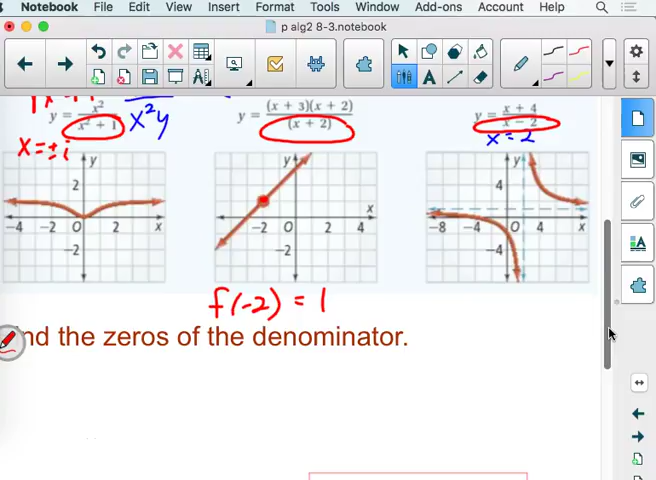 Notebook Edit View Insert Format Tools Window Add-ons Account Help
p alg2 8-3.notebook
y = x² / x² + 1
x²y
y = (x + 3)(x + 2) / (x + 2)
y = x + 4 / x − 2
x = ± i
x = 2
y 2 −4 −2 O 2 x −2
y x −2 O 2 4 −2
y 4 −8 −4 O 4 x −4
f(-2) = 1
ind the zeros of the denominator.